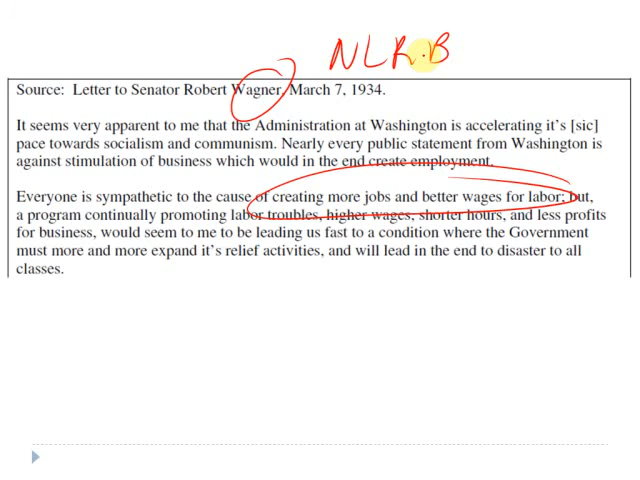 NLRB
Source: Letter to Senator Robert Wagner, March 7, 1934.
It seems very apparent to me that the Administration at Washington is accelerating it's [sic]
pace towards socialism and communism. Nearly every public statement from Washington is
against stimulation of business which would in the end create employment.
Everyone is sympathetic to the cause of creating more jobs and better wages for labor; but,
a program continually promoting labor troubles, higher wages, shorter hours, and less profits
for business, would seem to me to be leading us fast to a condition where the Government
must more and more expand it's relief activities, and will lead in the end to disaster to all
classes.